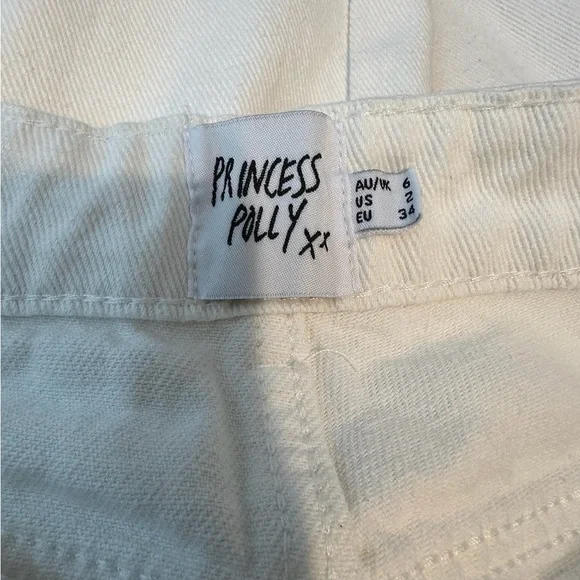 PRINCESS
POLLY xx
AU/UK 6
US 2
EU 34